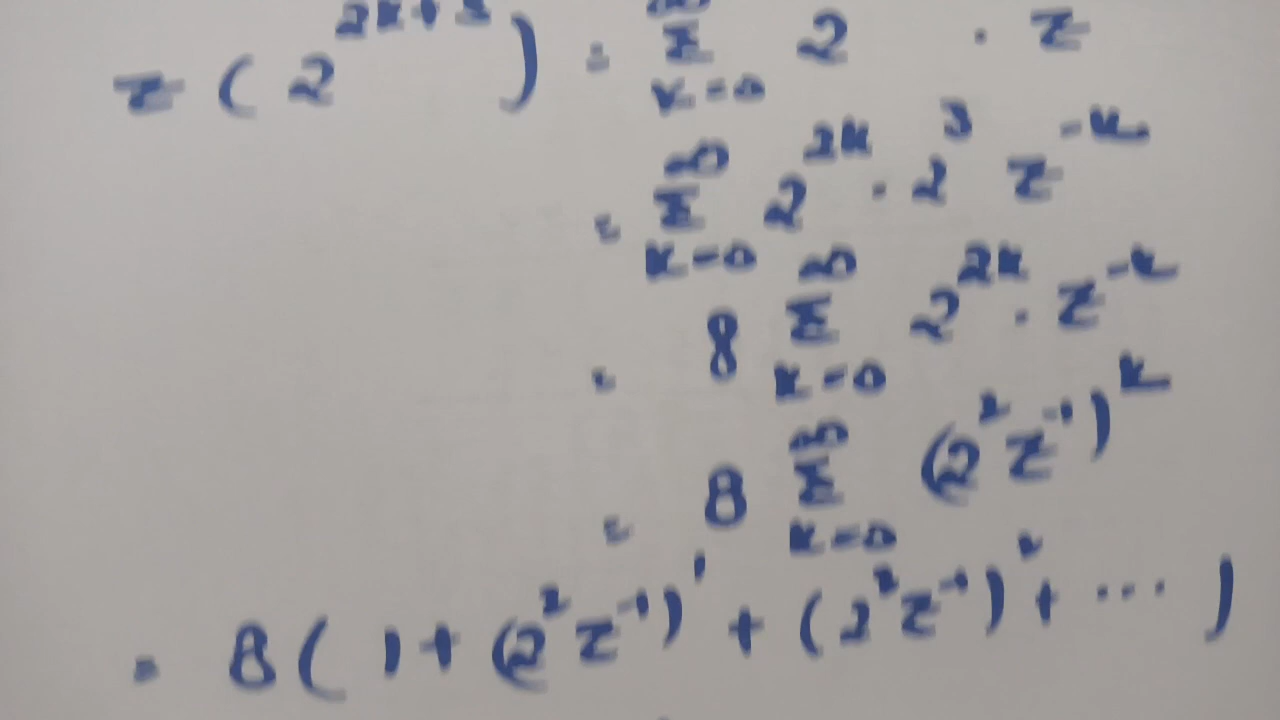 z(2^{2k+3}) = Σ_{k=0}^{∞} 2 · z
= Σ_{k=0}^{∞} 2^{2k} · 2^3 z^{-k}
= 8 Σ_{k=0}^{∞} 2^{2k} · z^{-k}
= 8 Σ_{k=0}^{∞} (2^2 z^{-1})^k
= 8 ( 1 + (2^2 z^{-1})^1 + (2^2 z^{-1})^2 + ... )